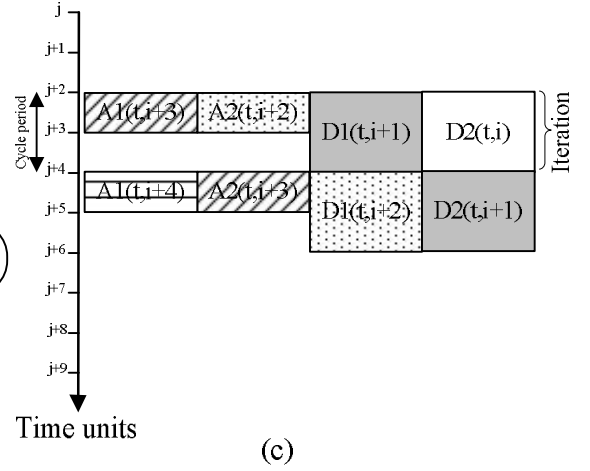 j
j+1
j+2
j+3
j+4
j+5
j+6
j+7
j+8
j+9
Cycle period
A1(t,i+3) A2(t,i+2) D1(t,i+1) D2(t,i)
A1(t,i+4) A2(t,i+3) D1(t,i+2) D2(t,i+1)
Iteration
Time units
(c)